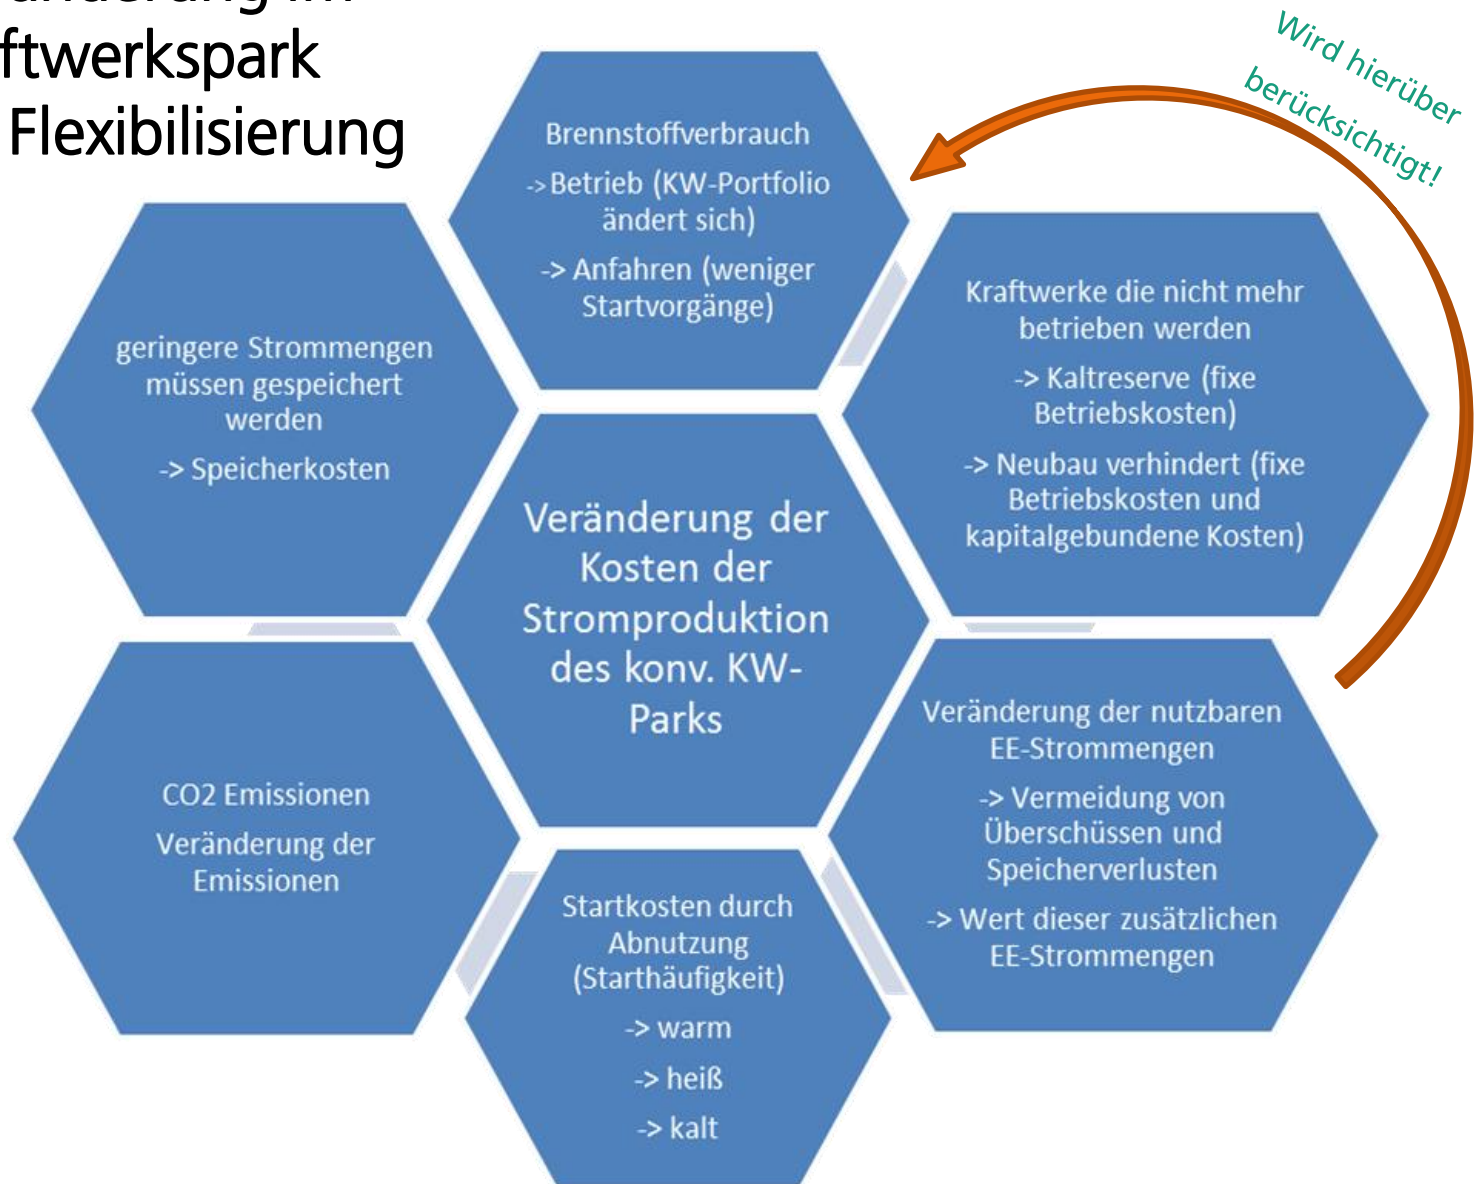 ftwerkspark
Flexibilisierung
Wird hierüber
berücksichtigt!
Brennstoffverbrauch
-> Betrieb (KW-Portfolio
ändert sich)
-> Anfahren (weniger
Startvorgänge)
geringere Strommengen
müssen gespeichert
werden
-> Speicherkosten
Kraftwerke die nicht mehr
betrieben werden
-> Kaltreserve (fixe
Betriebskosten)
-> Neubau verhindert (fixe
Betriebskosten und
kapitalgebundene Kosten)
Veränderung der
Kosten der
Stromproduktion
des konv. KW-
Parks
CO2 Emissionen
Veränderung der
Emissionen
Veränderung der nutzbaren
EE-Strommengen
-> Vermeidung von
Überschüssen und
Speicherverlusten
-> Wert dieser zusätzlichen
EE-Strommengen
Startkosten durch
Abnutzung
(Starthäufigkeit)
-> warm
-> heiß
-> kalt